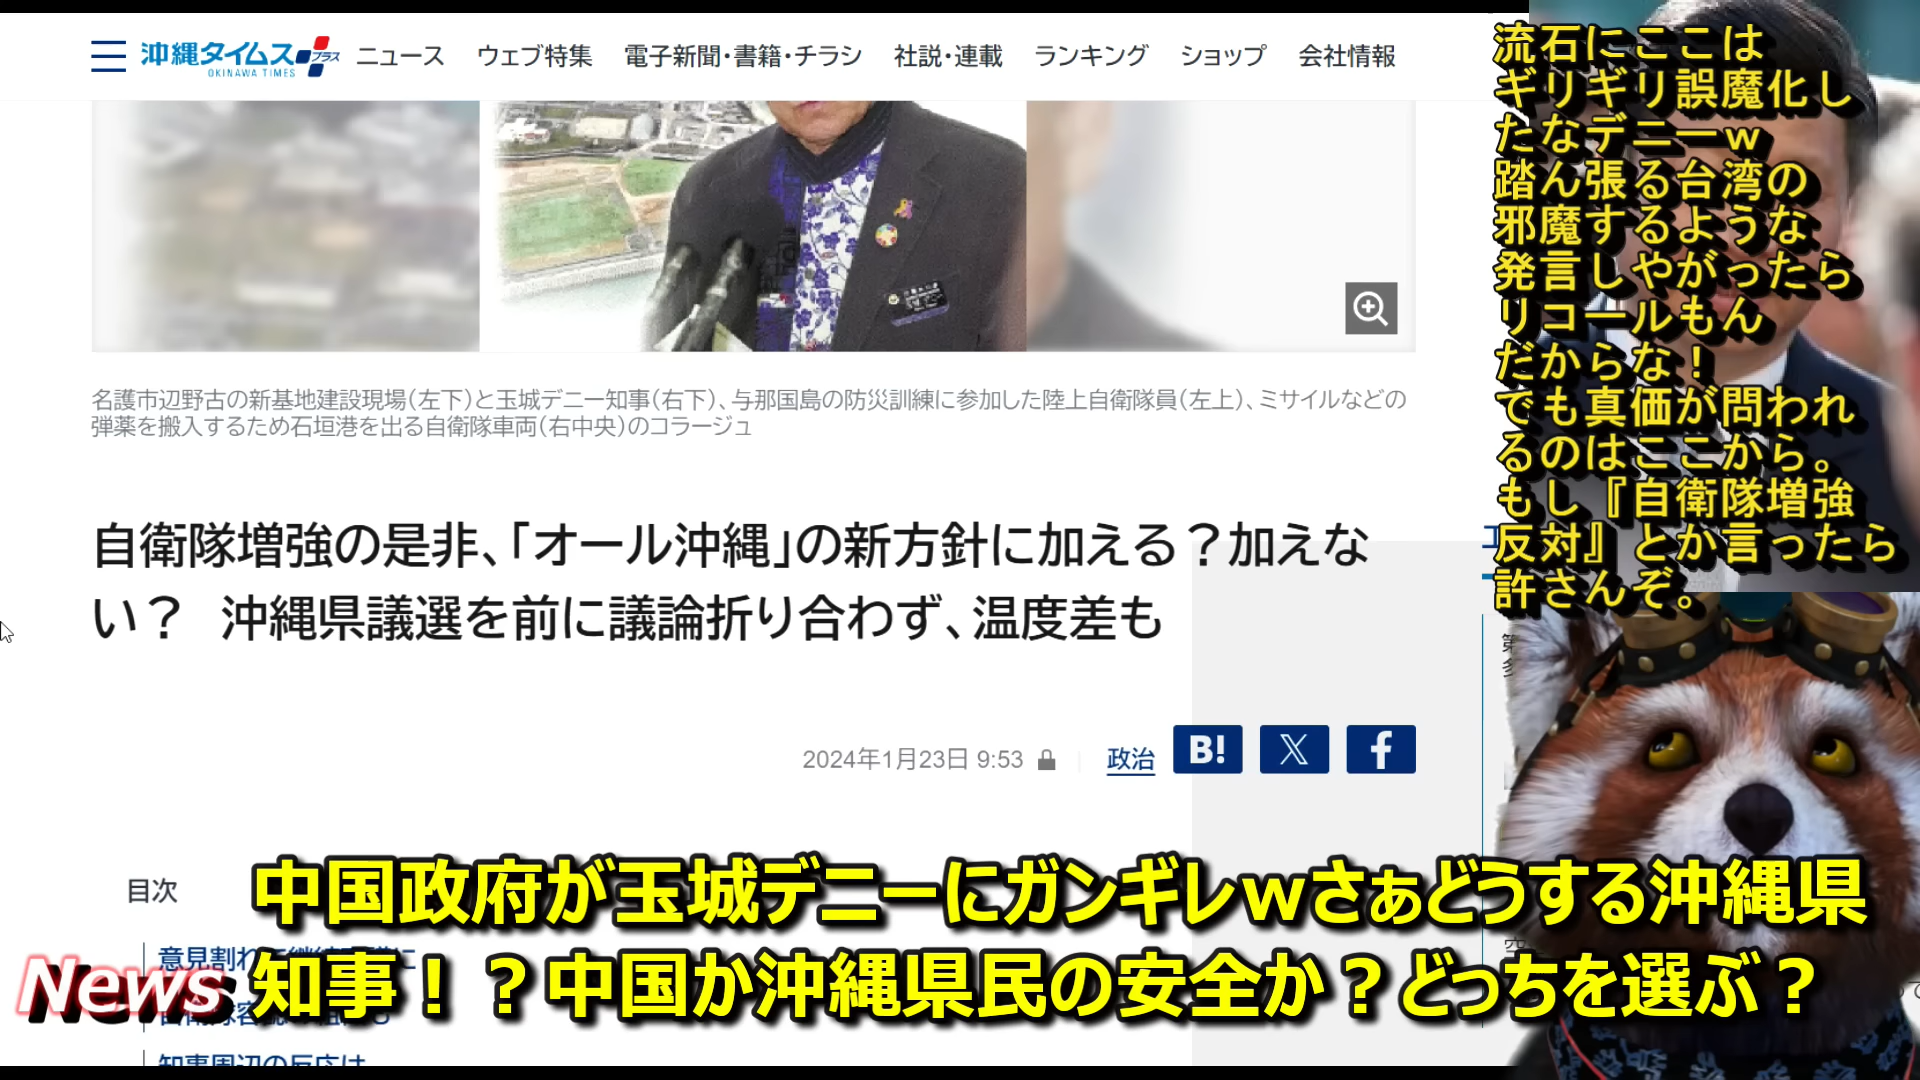 沖縄タイムス プラス
OKINAWA TIMES
ニュース ウェブ特集 電子新聞・書籍・チラシ 社説・連載 ランキング ショップ 会社情報
名護市辺野古の新基地建設現場（左下）と玉城デニー知事（右下）、与那国島の防災訓練に参加した陸上自衛隊員（左上）、ミサイルなどの
弾薬を搬入するため石垣港を出る自衛隊車両（右中央）のコラージュ
自衛隊増強の是非、「オール沖縄」の新方針に加える？加えな
い？　沖縄県議選を前に議論折り合わず、温度差も
2024年1月23日 9:53
政治
B!
目次
意見割れ
知事周辺の反応は
流石にここは
ギリギリ誤魔化し
たなデニーｗ
踏ん張る台湾の
邪魔するような
発言しやがったら
リコールもん
だからな！
でも真価が問われ
るのはここから。
もし『自衛隊増強
反対』とか言ったら
許さんぞ。
中国政府が玉城デニーにガンギレwさぁどうする沖縄県
知事！？中国か沖縄県民の安全か？どっちを選ぶ？
News